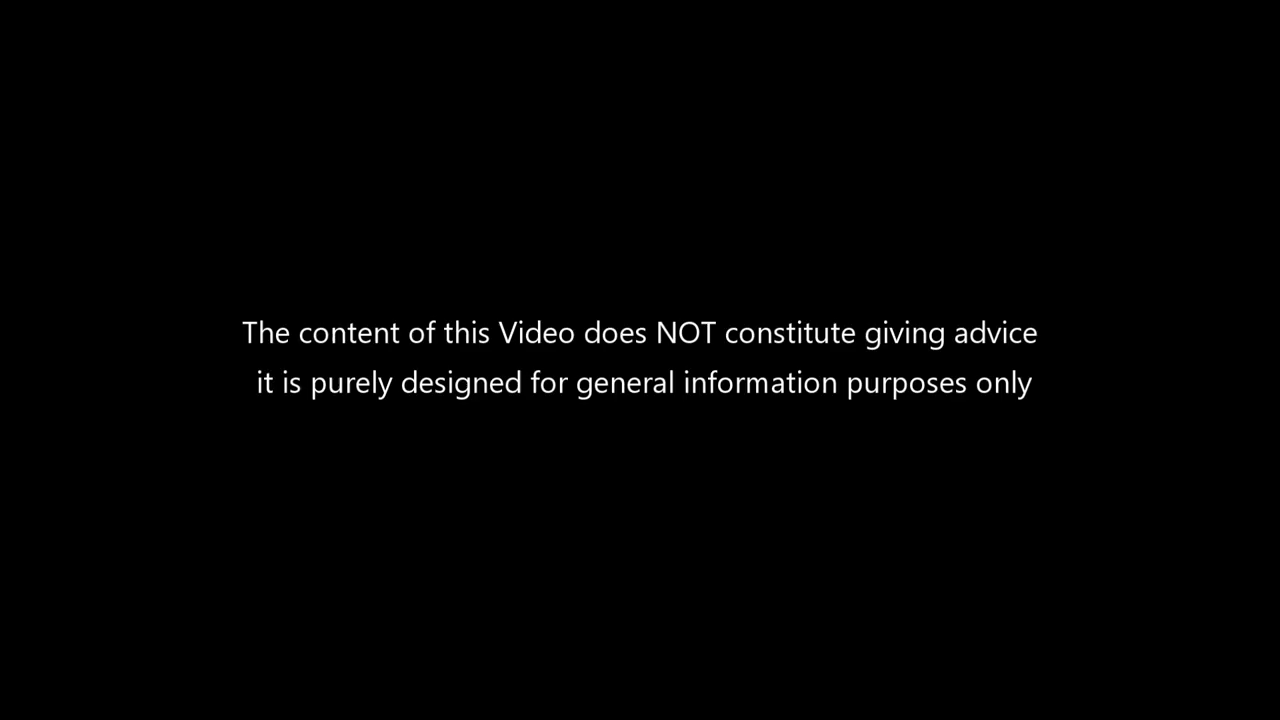 The content of this Video does NOT constitute giving advice
it is purely designed for general information purposes only